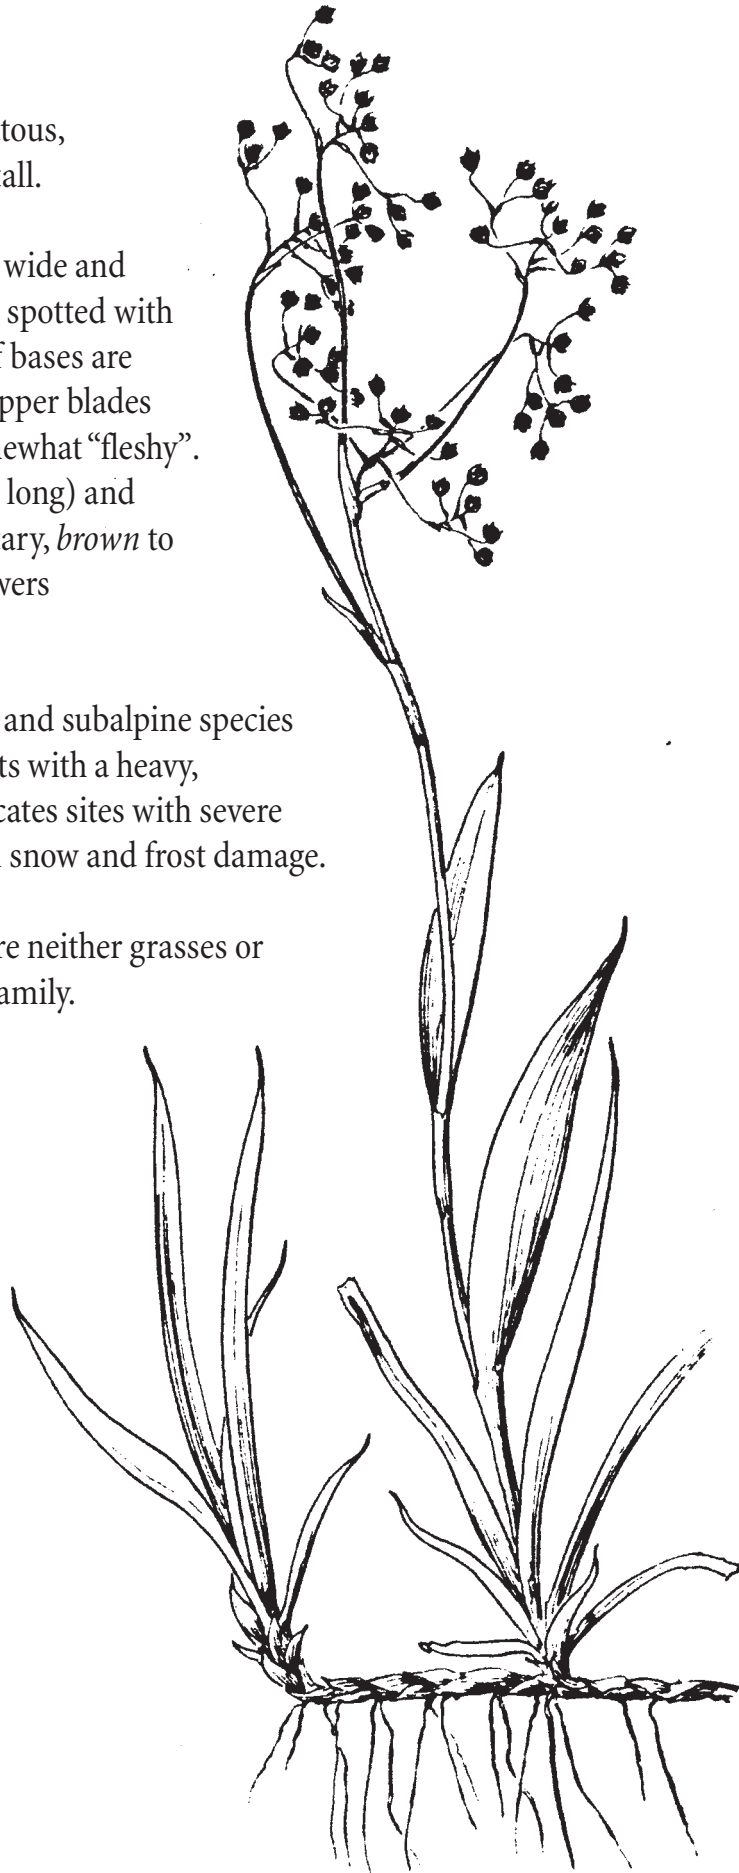 tous,
all.
wide and
spotted with
f bases are
pper blades
ewhat “fleshy”.
long) and
ary, brown to
wers
and subalpine species
ts with a heavy,
cates sites with severe
snow and frost damage.
re neither grasses or
amily.